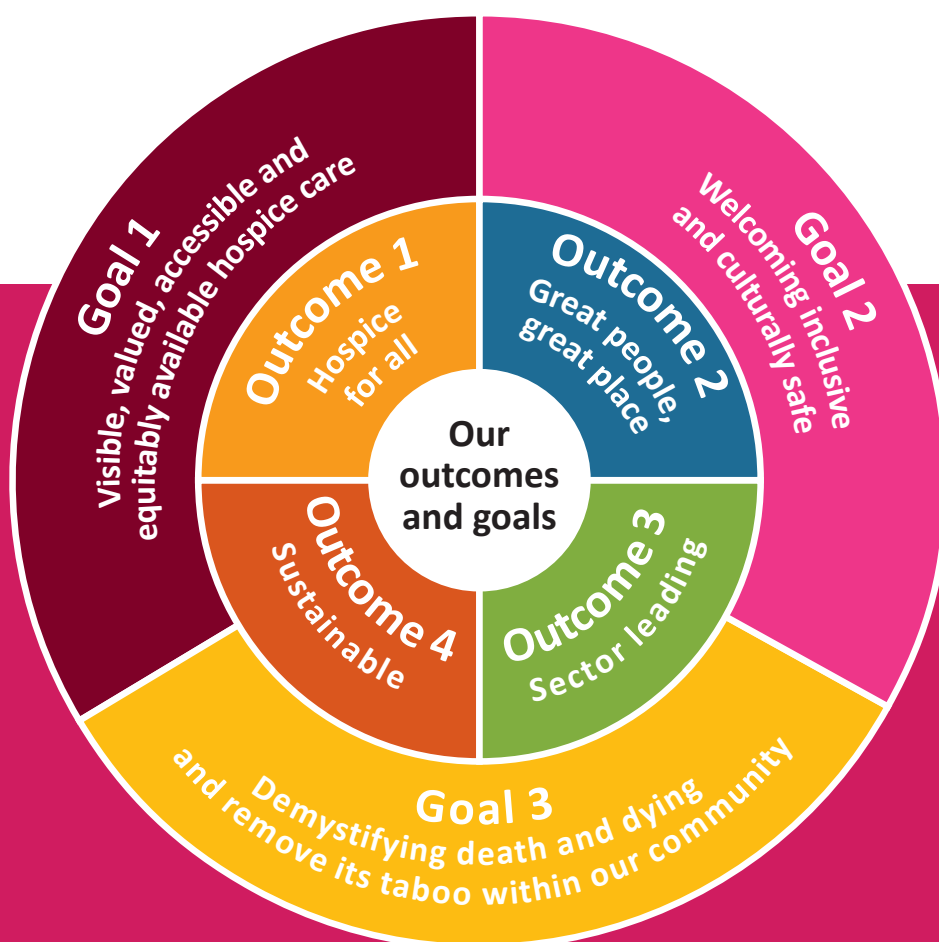 Goal 1
Visible, valued, accessible and
equitably available hospice care
Goal 2
Welcoming inclusive
and culturally safe
Outcome 1
Hospice
for all
Outcome 2
Great people,
great place
Our
outcomes
and goals
Outcome 3
Sector leading
Outcome 4
Sustainable
Goal 3
Demystifying death and dying
and remove its taboo within our community